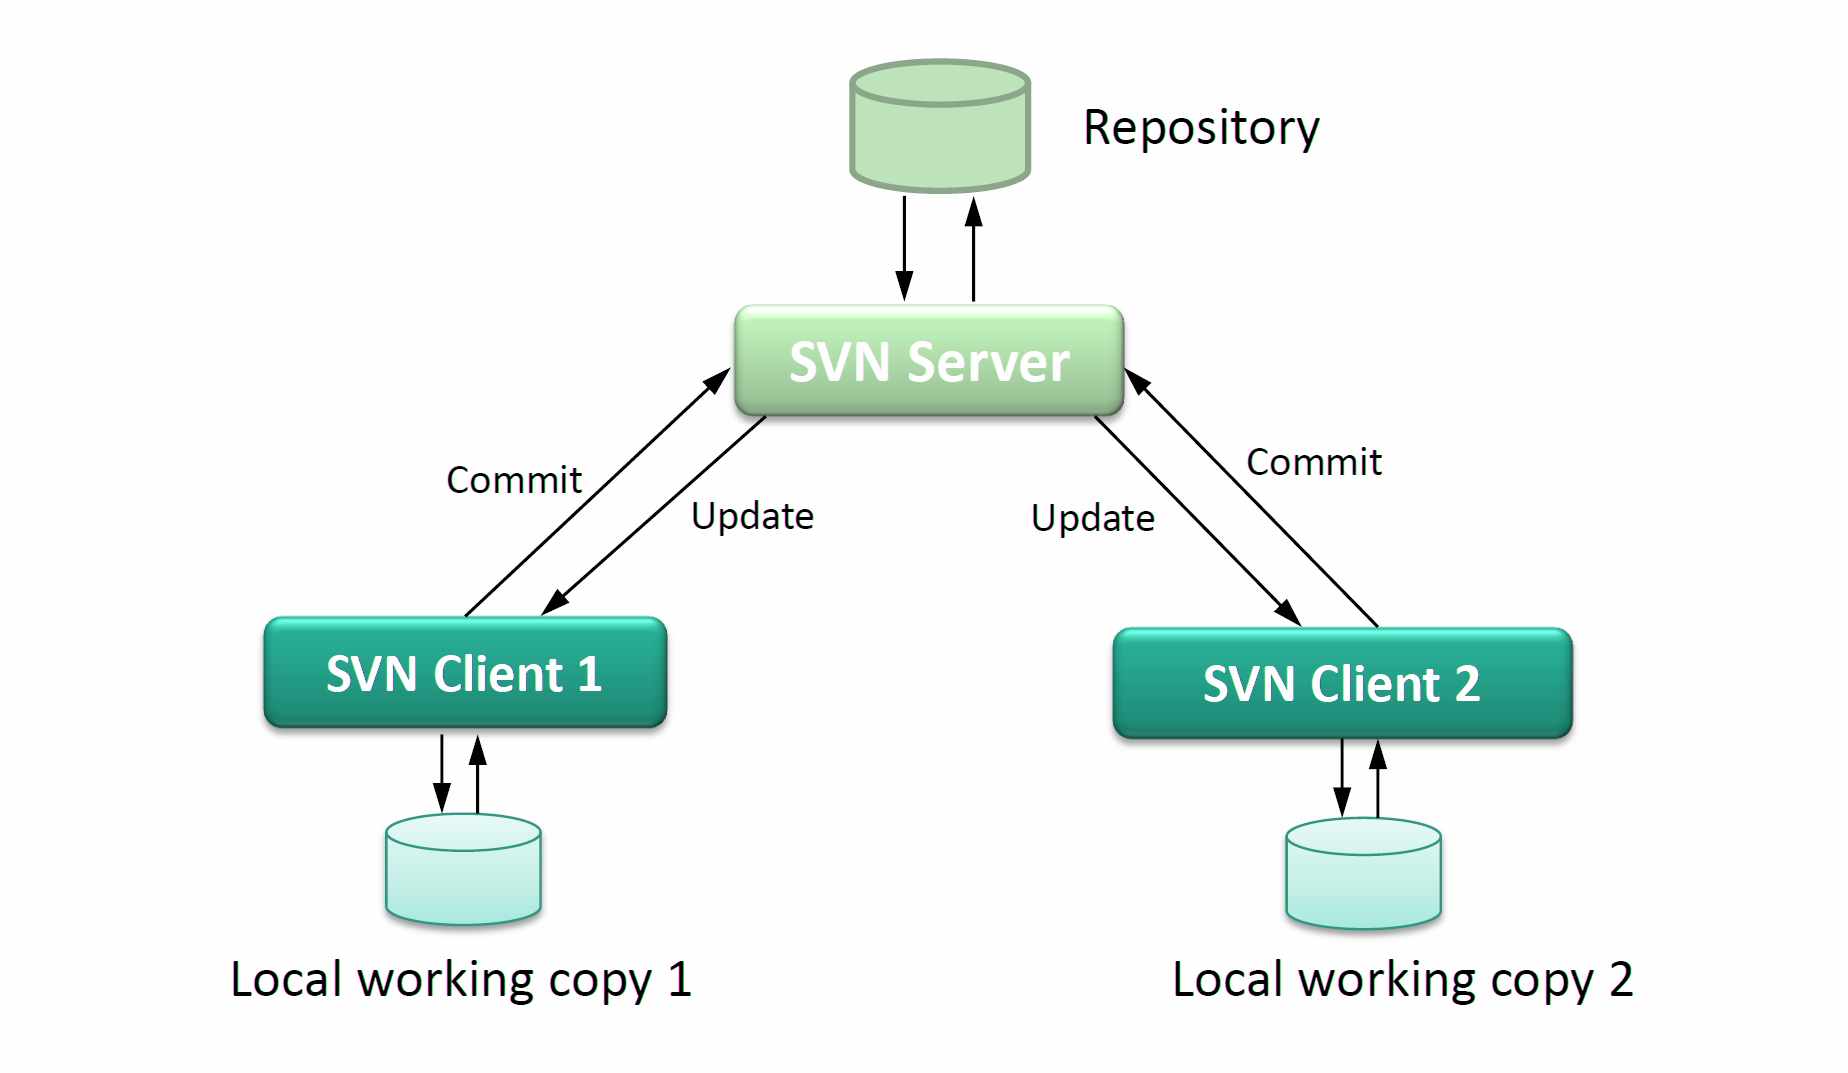 Repository
SVN Server
Commit
Update
Update
Commit
SVN Client 1
SVN Client 2
Local working copy 1
Local working copy 2